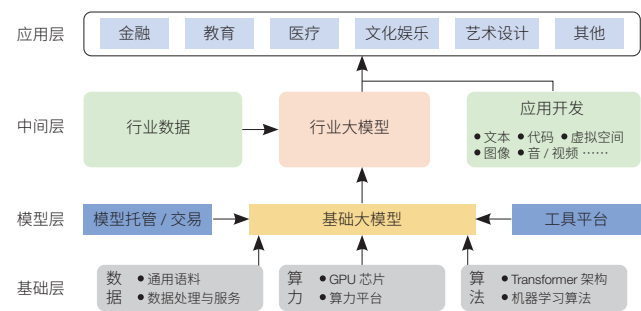 应用层
金融 教育 医疗 文化娱乐 艺术设计 其他
中间层
行业数据
行业大模型
应用开发
●文本 ●代码 ●虚拟空间
●图像 ●音 / 视频 ……
模型层
模型托管 / 交易
基础大模型
工具平台
基础层
数据
●通用语料
●数据处理与服务
算力
●GPU 芯片
●算力平台
算法
●Transformer 架构
●机器学习算法